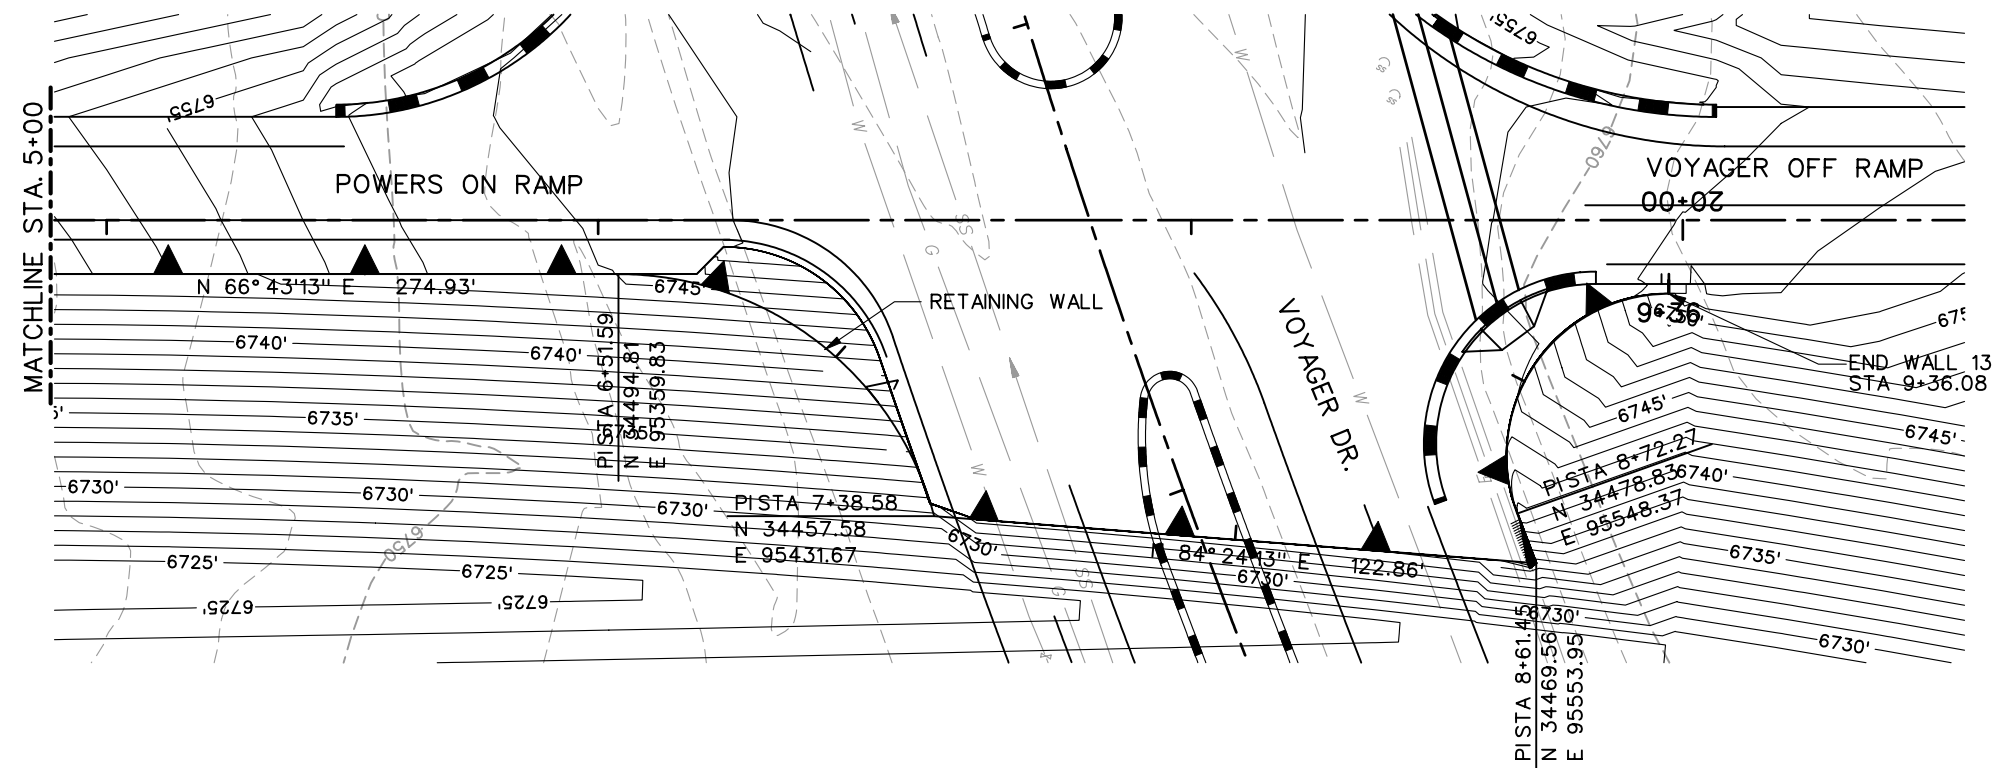 MATCHLINE STA. 5+00
6755'
POWERS ON RAMP
N 66°43'13" E 274.93'
6740'
6740'
6735'
6735'
6730'
6730'
6730'
6725'
6725'
6725'
6725'
6750
6745'
PISTA 6+51.59
N 34494.81
E 95359.83
RETAINING WALL
PISTA 7+38.58
N 34457.58
E 95431.67
6730'
W
W
G
SS
W
SS
G
VOYAGER DR.
W
84°24'13" E 122.86'
6730'
6755'
6760
VOYAGER OFF RAMP
20+00
9+36
END WALL 13
STA 9+36.08
6745'
6745'
6740'
6735'
6730'
6730'
PISTA 8+72.27
N 34478.83
E 95548.37
PISTA 8+61.45
N 34469.56
E 95553.95